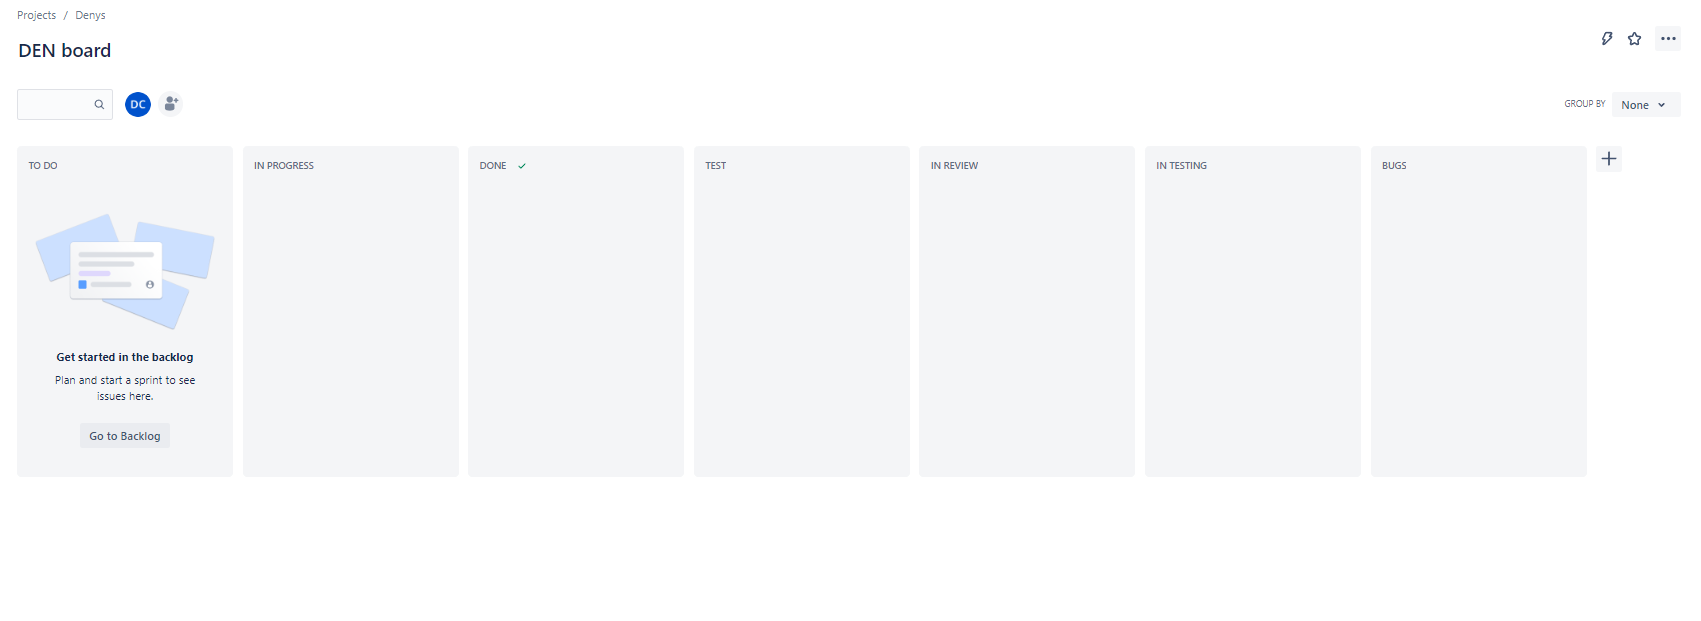 Projects / Denys
DEN board
DC
GROUP BY None
TO DO
IN PROGRESS
DONE
TEST
IN REVIEW
IN TESTING
BUGS
Get started in the backlog
Plan and start a sprint to see
issues here.
Go to Backlog